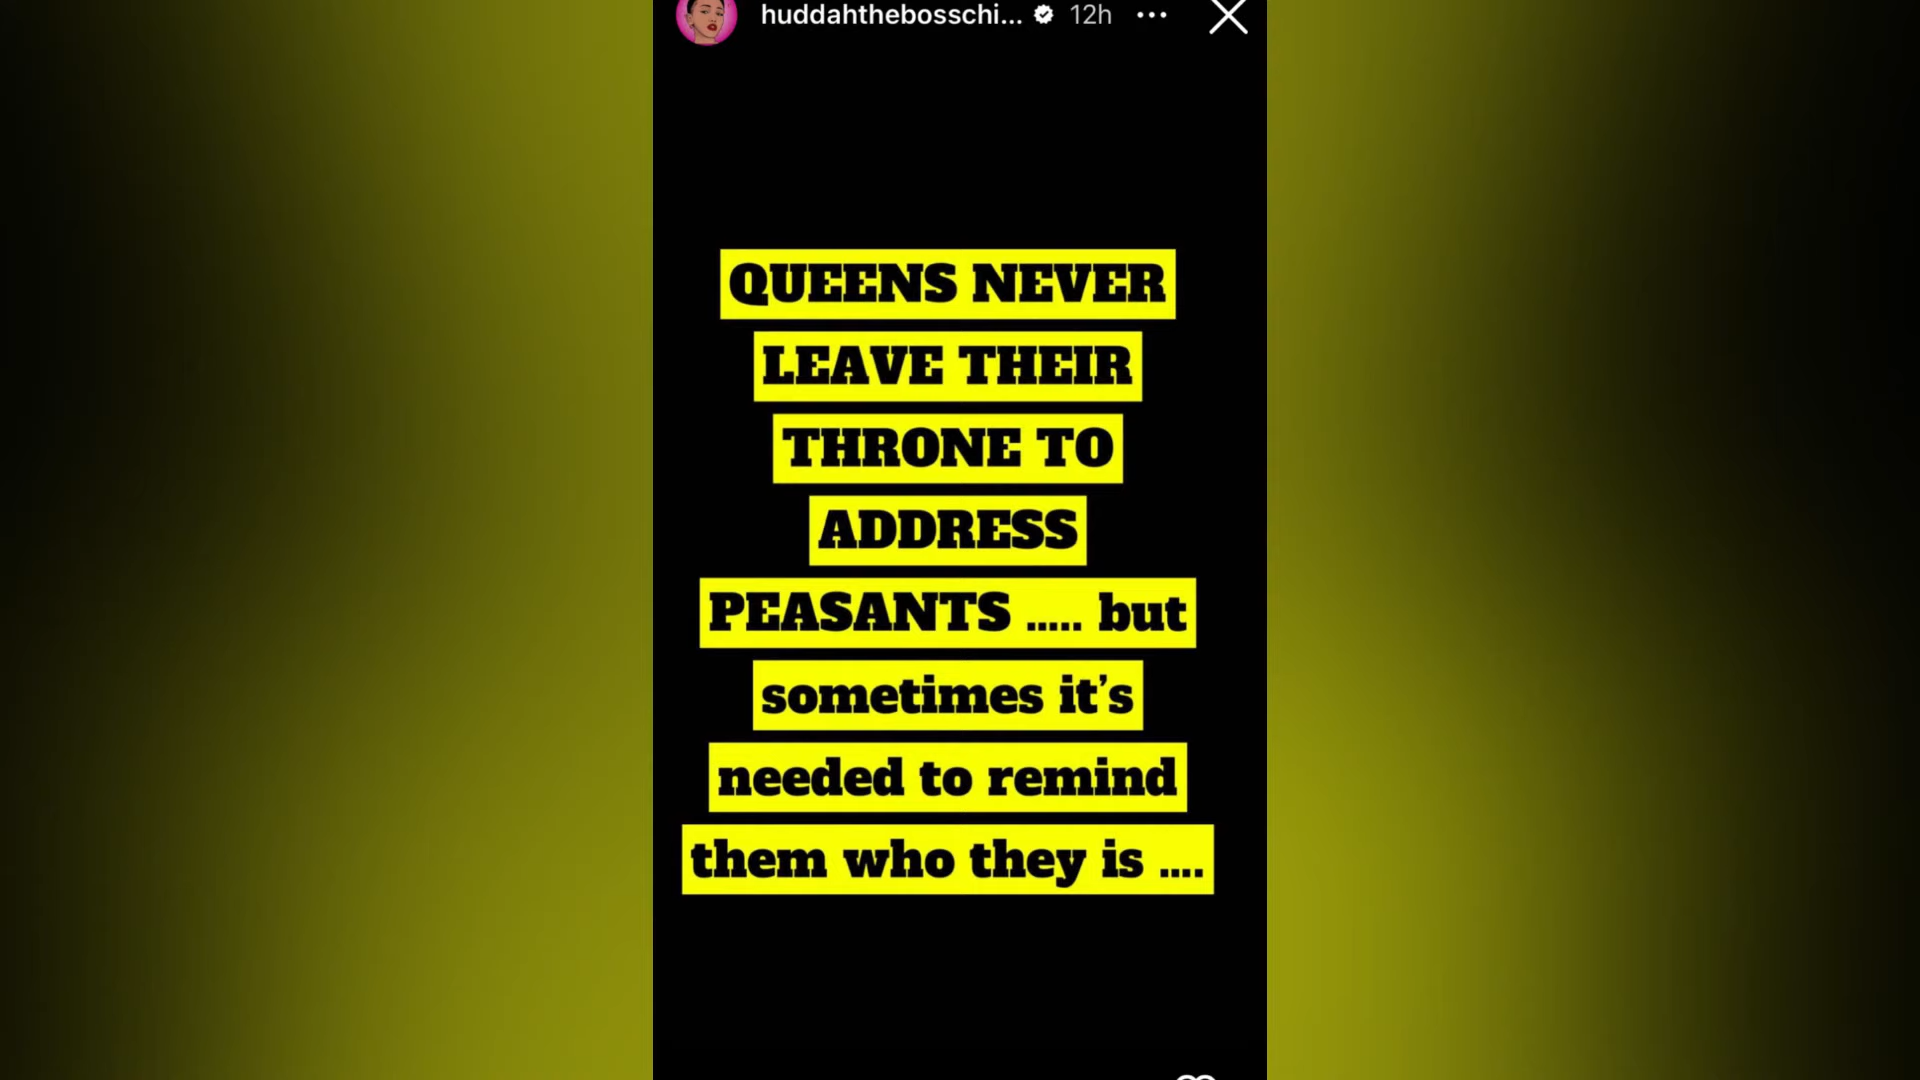 huddahthebosschi... 12h
QUEENS NEVER
LEAVE THEIR
THRONE TO
ADDRESS
PEASANTS ..... but
sometimes it’s
needed to remind
them who they is ....